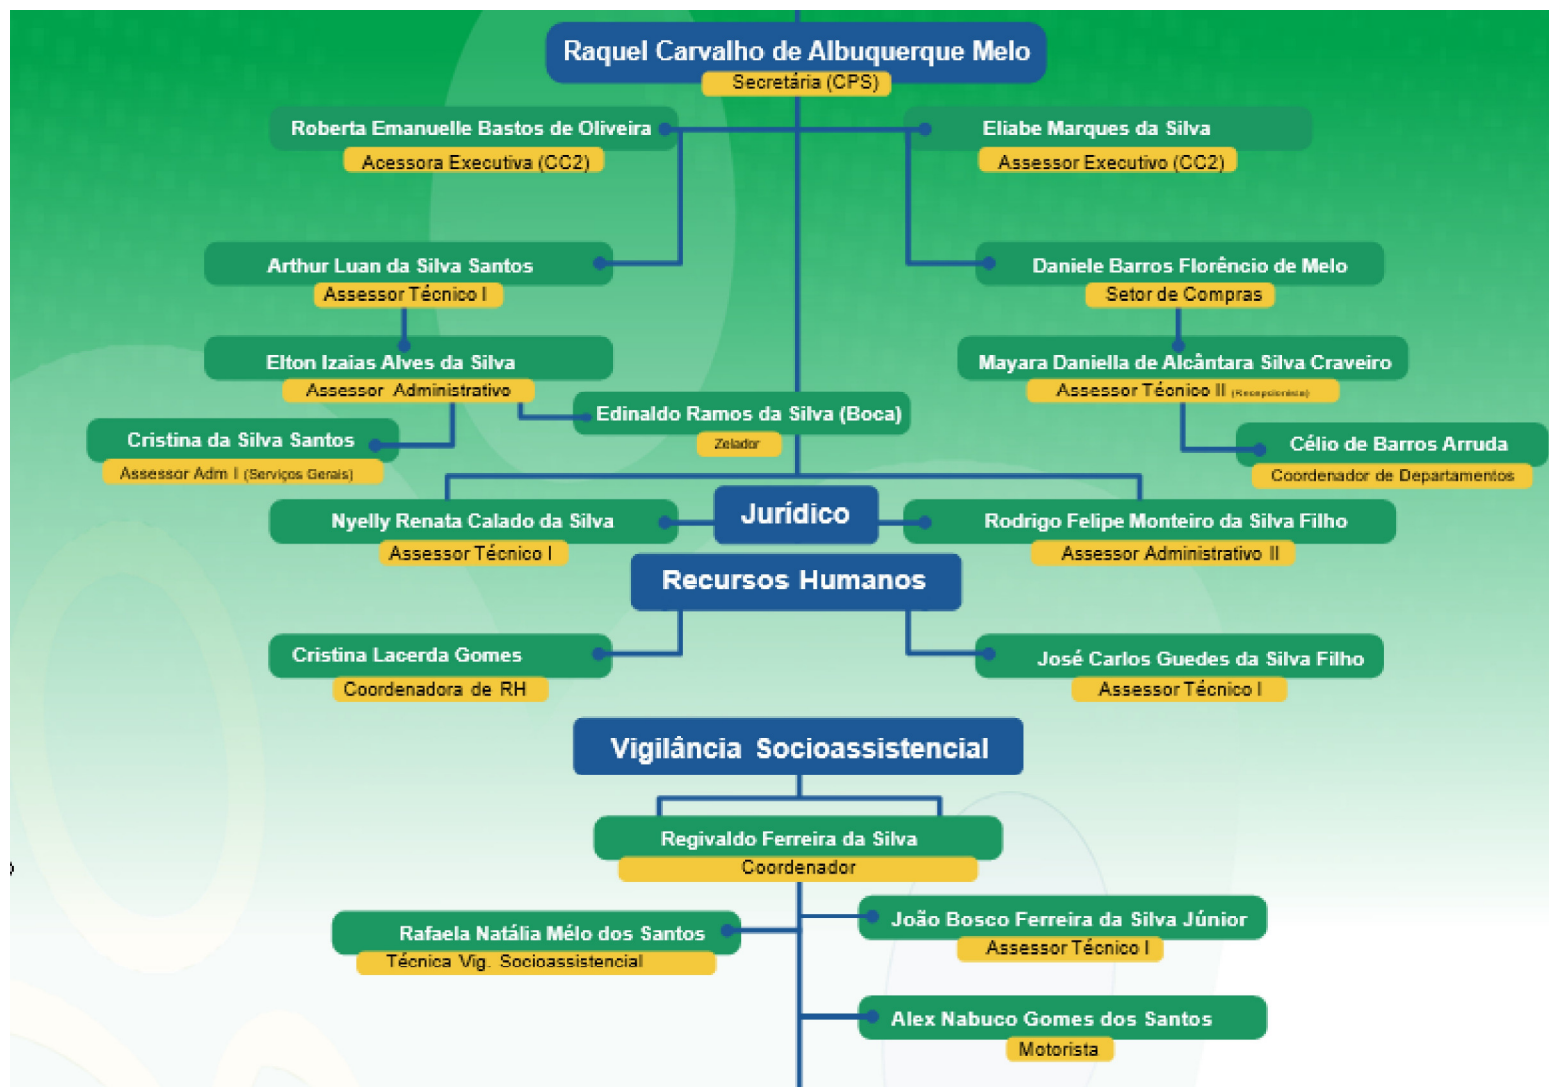 Raquel Carvalho de Albuquerque Melo
Secretária (CPS)
Roberta Emanuelle Bastos de Oliveira
Acessora Executiva (CC2)
Eliabe Marques da Silva
Assessor Executivo (CC2)
Arthur Luan da Silva Santos
Assessor Técnico I
Daniele Barros Florêncio de Melo
Setor de Compras
Elton Izaias Alves da Silva
Assessor Administrativo
Mayara Daniella de Alcântara Silva Craveiro
Assessor Técnico II (Recepcionista)
Edinaldo Ramos da Silva (Boca)
Zelador
Cristina da Silva Santos
Assessor Adm I (Serviços Gerais)
Célio de Barros Arruda
Coordenador de Departamentos
Jurídico
Nyelly Renata Calado da Silva
Assessor Técnico I
Rodrigo Felipe Monteiro da Silva Filho
Assessor Administrativo II
Recursos Humanos
Cristina Lacerda Gomes
Coordenadora de RH
José Carlos Guedes da Silva Filho
Assessor Técnico I
Vigilância Socioassistencial
Regivaldo Ferreira da Silva
Coordenador
Rafaela Natália Mélo dos Santos
Técnica Vig. Socioassistencial
João Bosco Ferreira da Silva Júnior
Assessor Técnico I
Alex Nabuco Gomes dos Santos
Motorista